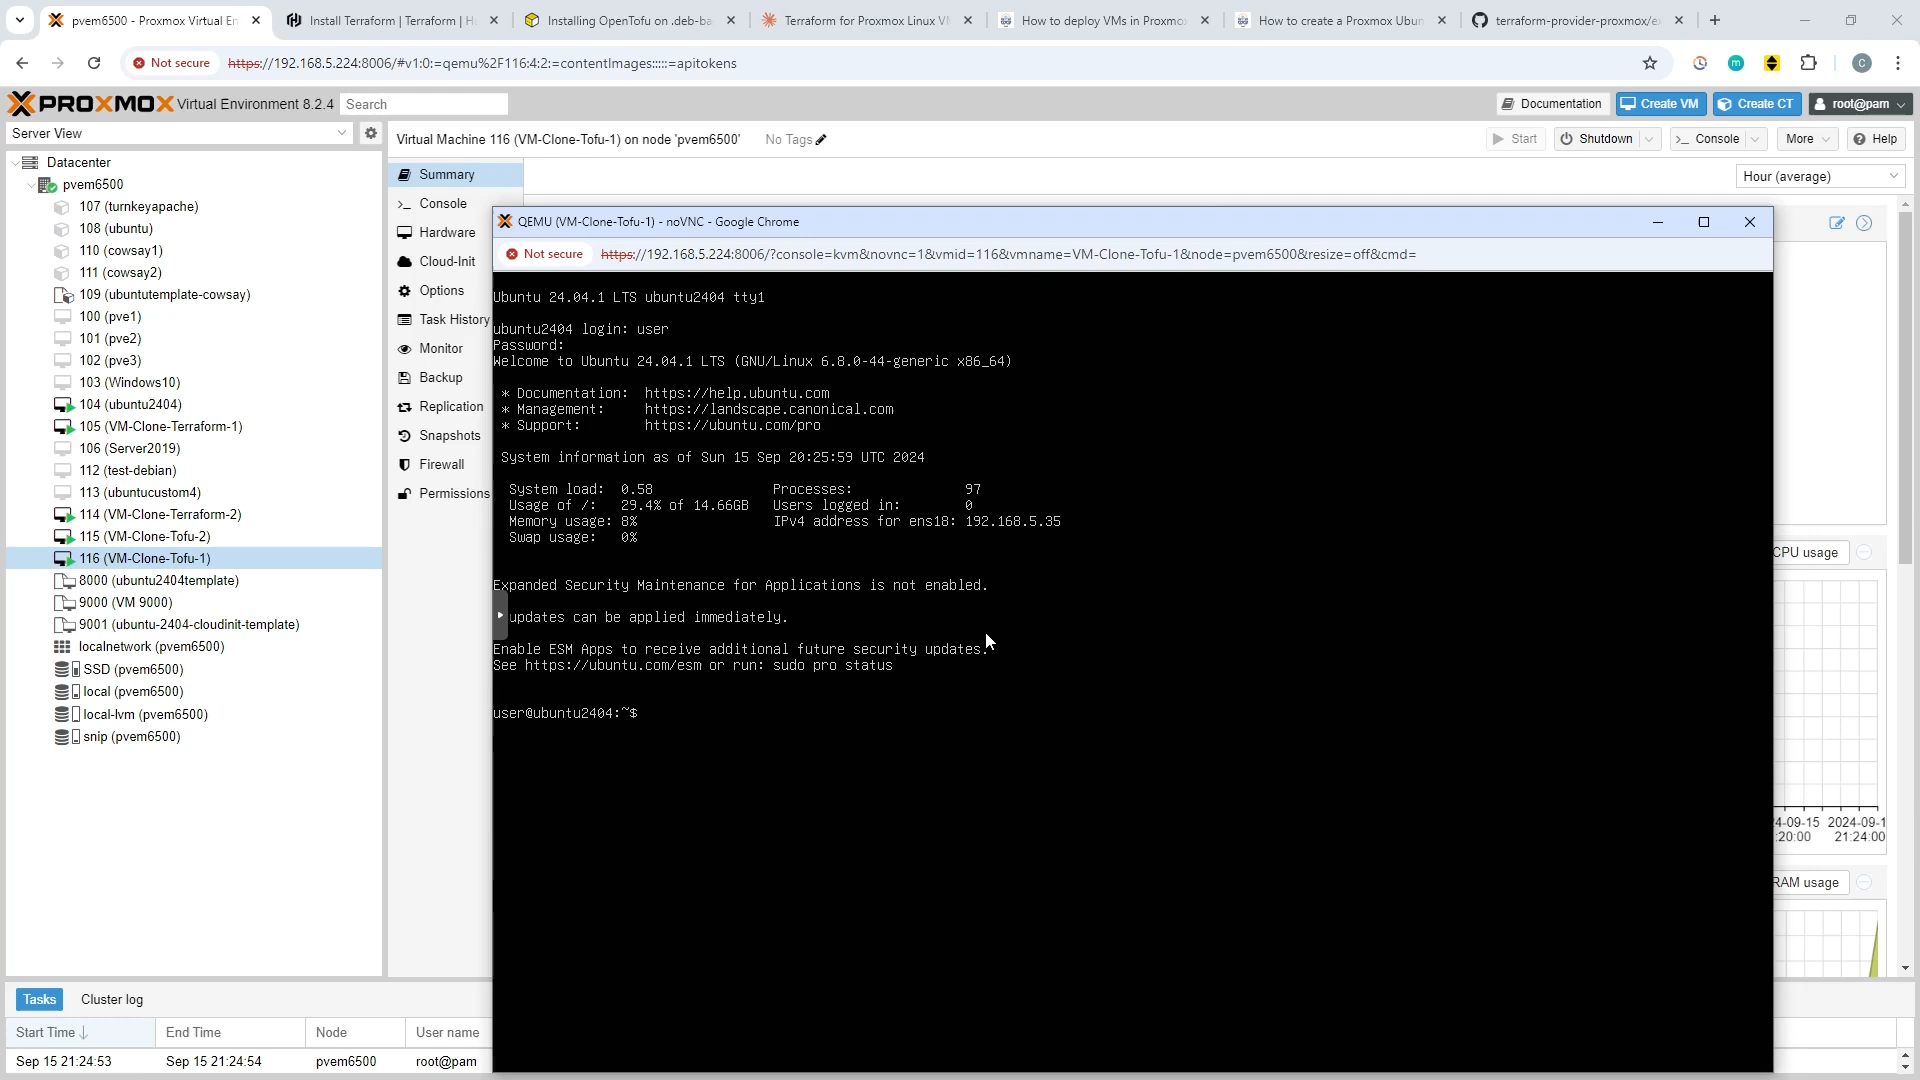 pvem6500 - Proxmox Virtual En
Install Terraform | Terraform | H
Installing OpenTofu on .deb-ba
Terraform for Proxmox Linux VM
How to deploy VMs in Proxmo
How to create a Proxmox Ubun
terraform-provider-proxmox/e
Not secure
https://192.168.5.224:8006/#v1:0:=qemu%2F116:4:2:=contentImages:::::=apitokens
m
C
PROXMOX Virtual Environment 8.2.4
Search
Documentation
Create VM
Create CT
root@pam
Server View
Virtual Machine 116 (VM-Clone-Tofu-1) on node 'pvem6500'
No Tags
Start
Shutdown
Console
More
Help
Datacenter
pvem6500
107 (turnkeyapache)
108 (ubuntu)
110 (cowsay1)
111 (cowsay2)
109 (ubuntutemplate-cowsay)
100 (pve1)
101 (pve2)
102 (pve3)
103 (Windows10)
104 (ubuntu2404)
105 (VM-Clone-Terraform-1)
106 (Server2019)
112 (test-debian)
113 (ubuntucustom4)
114 (VM-Clone-Terraform-2)
115 (VM-Clone-Tofu-2)
116 (VM-Clone-Tofu-1)
8000 (ubuntu2404template)
9000 (VM 9000)
9001 (ubuntu-2404-cloudinit-template)
localnetwork (pvem6500)
SSD (pvem6500)
local (pvem6500)
local-lvm (pvem6500)
snip (pvem6500)
Summary
Console
Hardware
Cloud-Init
Options
Task History
Monitor
Backup
Replication
Snapshots
Firewall
Permissions
Hour (average)
QEMU (VM-Clone-Tofu-1) - noVNC - Google Chrome
Not secure
https://192.168.5.224:8006/?console=kvm&novnc=1&vmid=116&vmname=VM-Clone-Tofu-1&node=pvem6500&resize=off&cmd=
Ubuntu 24.04.1 LTS ubuntu2404 tty1
ubuntu2404 login: user
Password:
Welcome to Ubuntu 24.04.1 LTS (GNU/Linux 6.8.0-44-generic x86_64)
* Documentation: https://help.ubuntu.com
* Management: https://landscape.canonical.com
* Support: https://ubuntu.com/pro
System information as of Sun 15 Sep 20:25:59 UTC 2024
System load: 0.58 Processes: 97
Usage of /: 29.4% of 14.66GB Users logged in: 0
Memory usage: 8% IPv4 address for ens18: 192.168.5.35
Swap usage: 0%
Expanded Security Maintenance for Applications is not enabled.
updates can be applied immediately.
Enable ESM Apps to receive additional future security updates.
See https://ubuntu.com/esm or run: sudo pro status
user@ubuntu2404:~$
CPU usage
4-09-15 2024-09-1
:20:00 21:24:00
RAM usage
Tasks
Cluster log
Start Time
End Time
Node
User name
Sep 15 21:24:53
Sep 15 21:24:54
pvem6500
root@pam